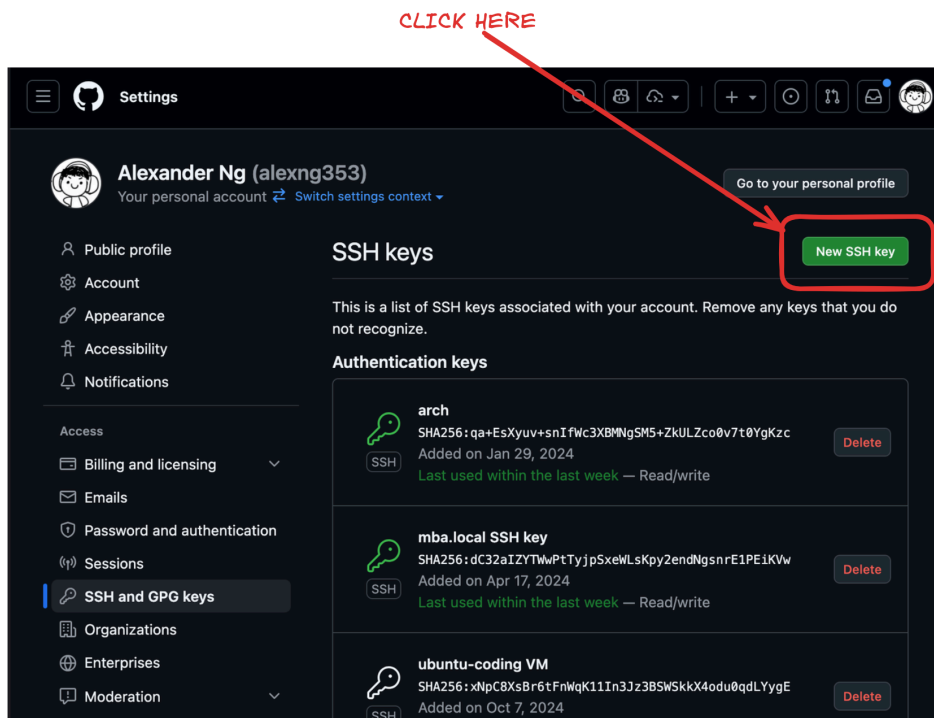 CLICK HERE
Settings
Alexander Ng (alexng353)
Your personal account Switch settings context
Go to your personal profile
Public profile
Account
Appearance
Accessibility
Notifications
Access
Billing and licensing
Emails
Password and authentication
Sessions
SSH and GPG keys
Organizations
Enterprises
Moderation
SSH keys
New SSH key
This is a list of SSH keys associated with your account. Remove any keys that you do
not recognize.
Authentication keys
arch
SHA256:qa+EsXyuv+snIfWc3XBMNgSM5+ZkULZco0v7t0YgKzc
Added on Jan 29, 2024
Last used within the last week — Read/write
SSH
Delete
mba.local SSH key
SHA256:dC32aIZYTWwPtTyjpSxeWLsKpy2endNgsnrE1PEiKVw
Added on Apr 17, 2024
Last used within the last week — Read/write
SSH
Delete
ubuntu-coding VM
SHA256:xNpC8XsBr6tFnWqK11In3Jz3BSWSkkX4odu0qdLYygE
Added on Oct 7, 2024
SSH
Delete